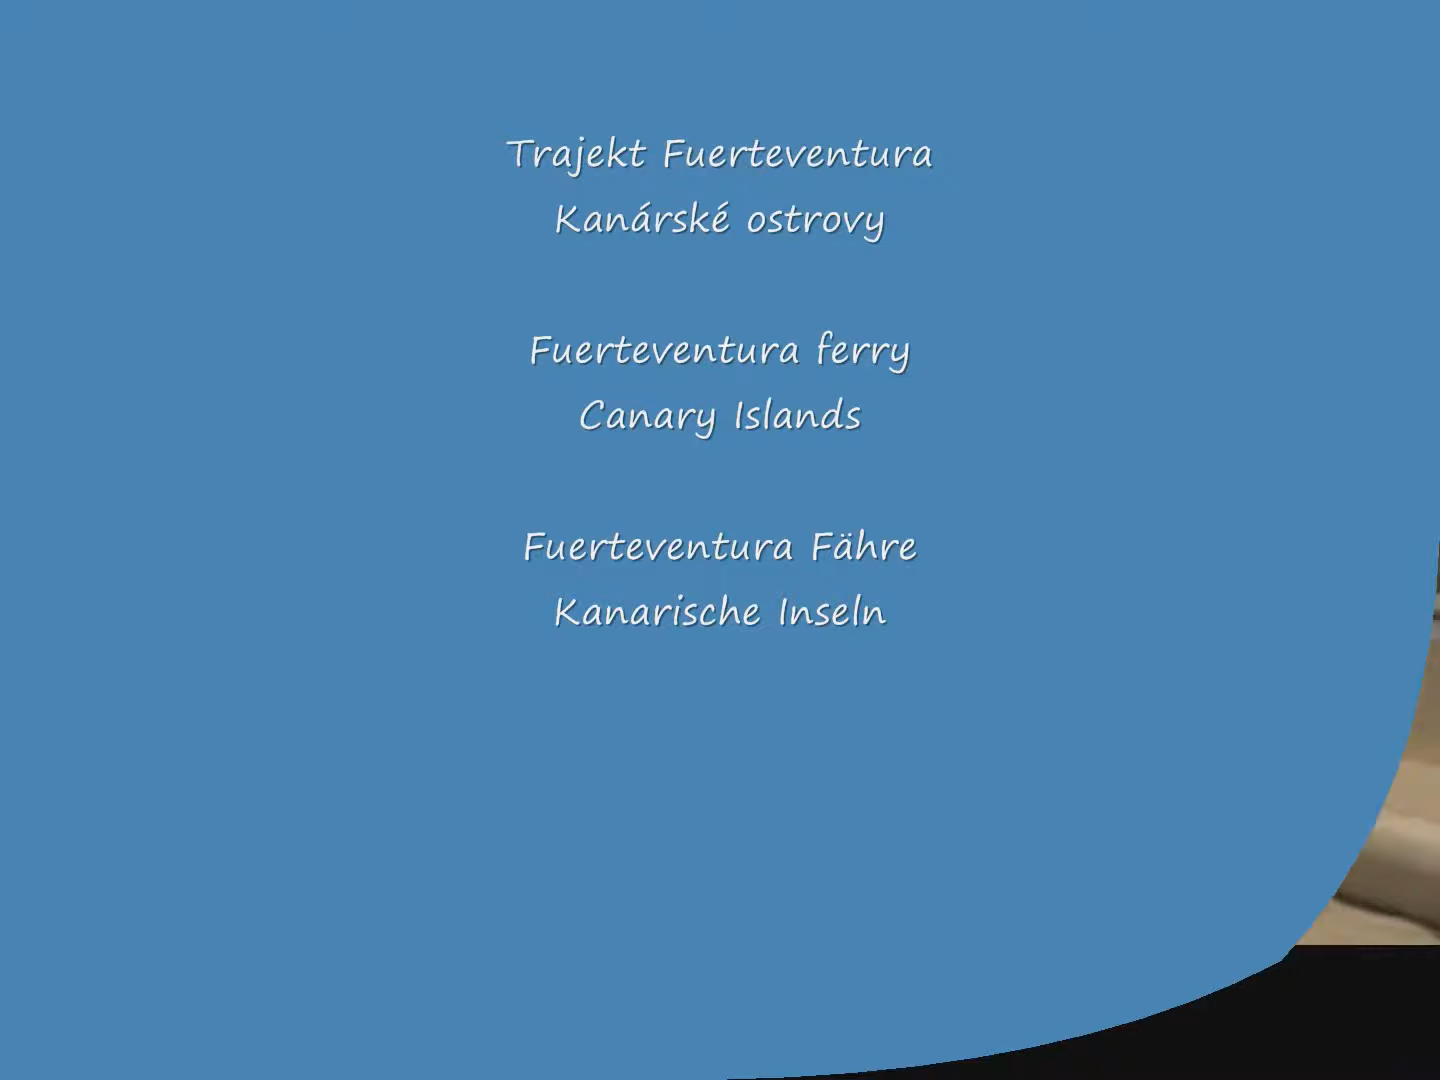 Trajekt Fuerteventura
Kanárské ostrovy
Fuerteventura ferry
Canary Islands
Fuerteventura Fähre
Kanarische Inseln